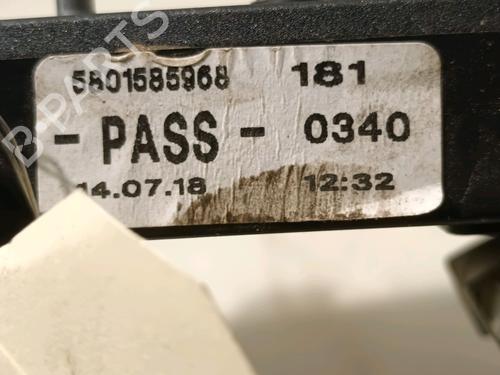 5801585968 181
- PASS - 0340
14.07.18 12:32
B-PARTS